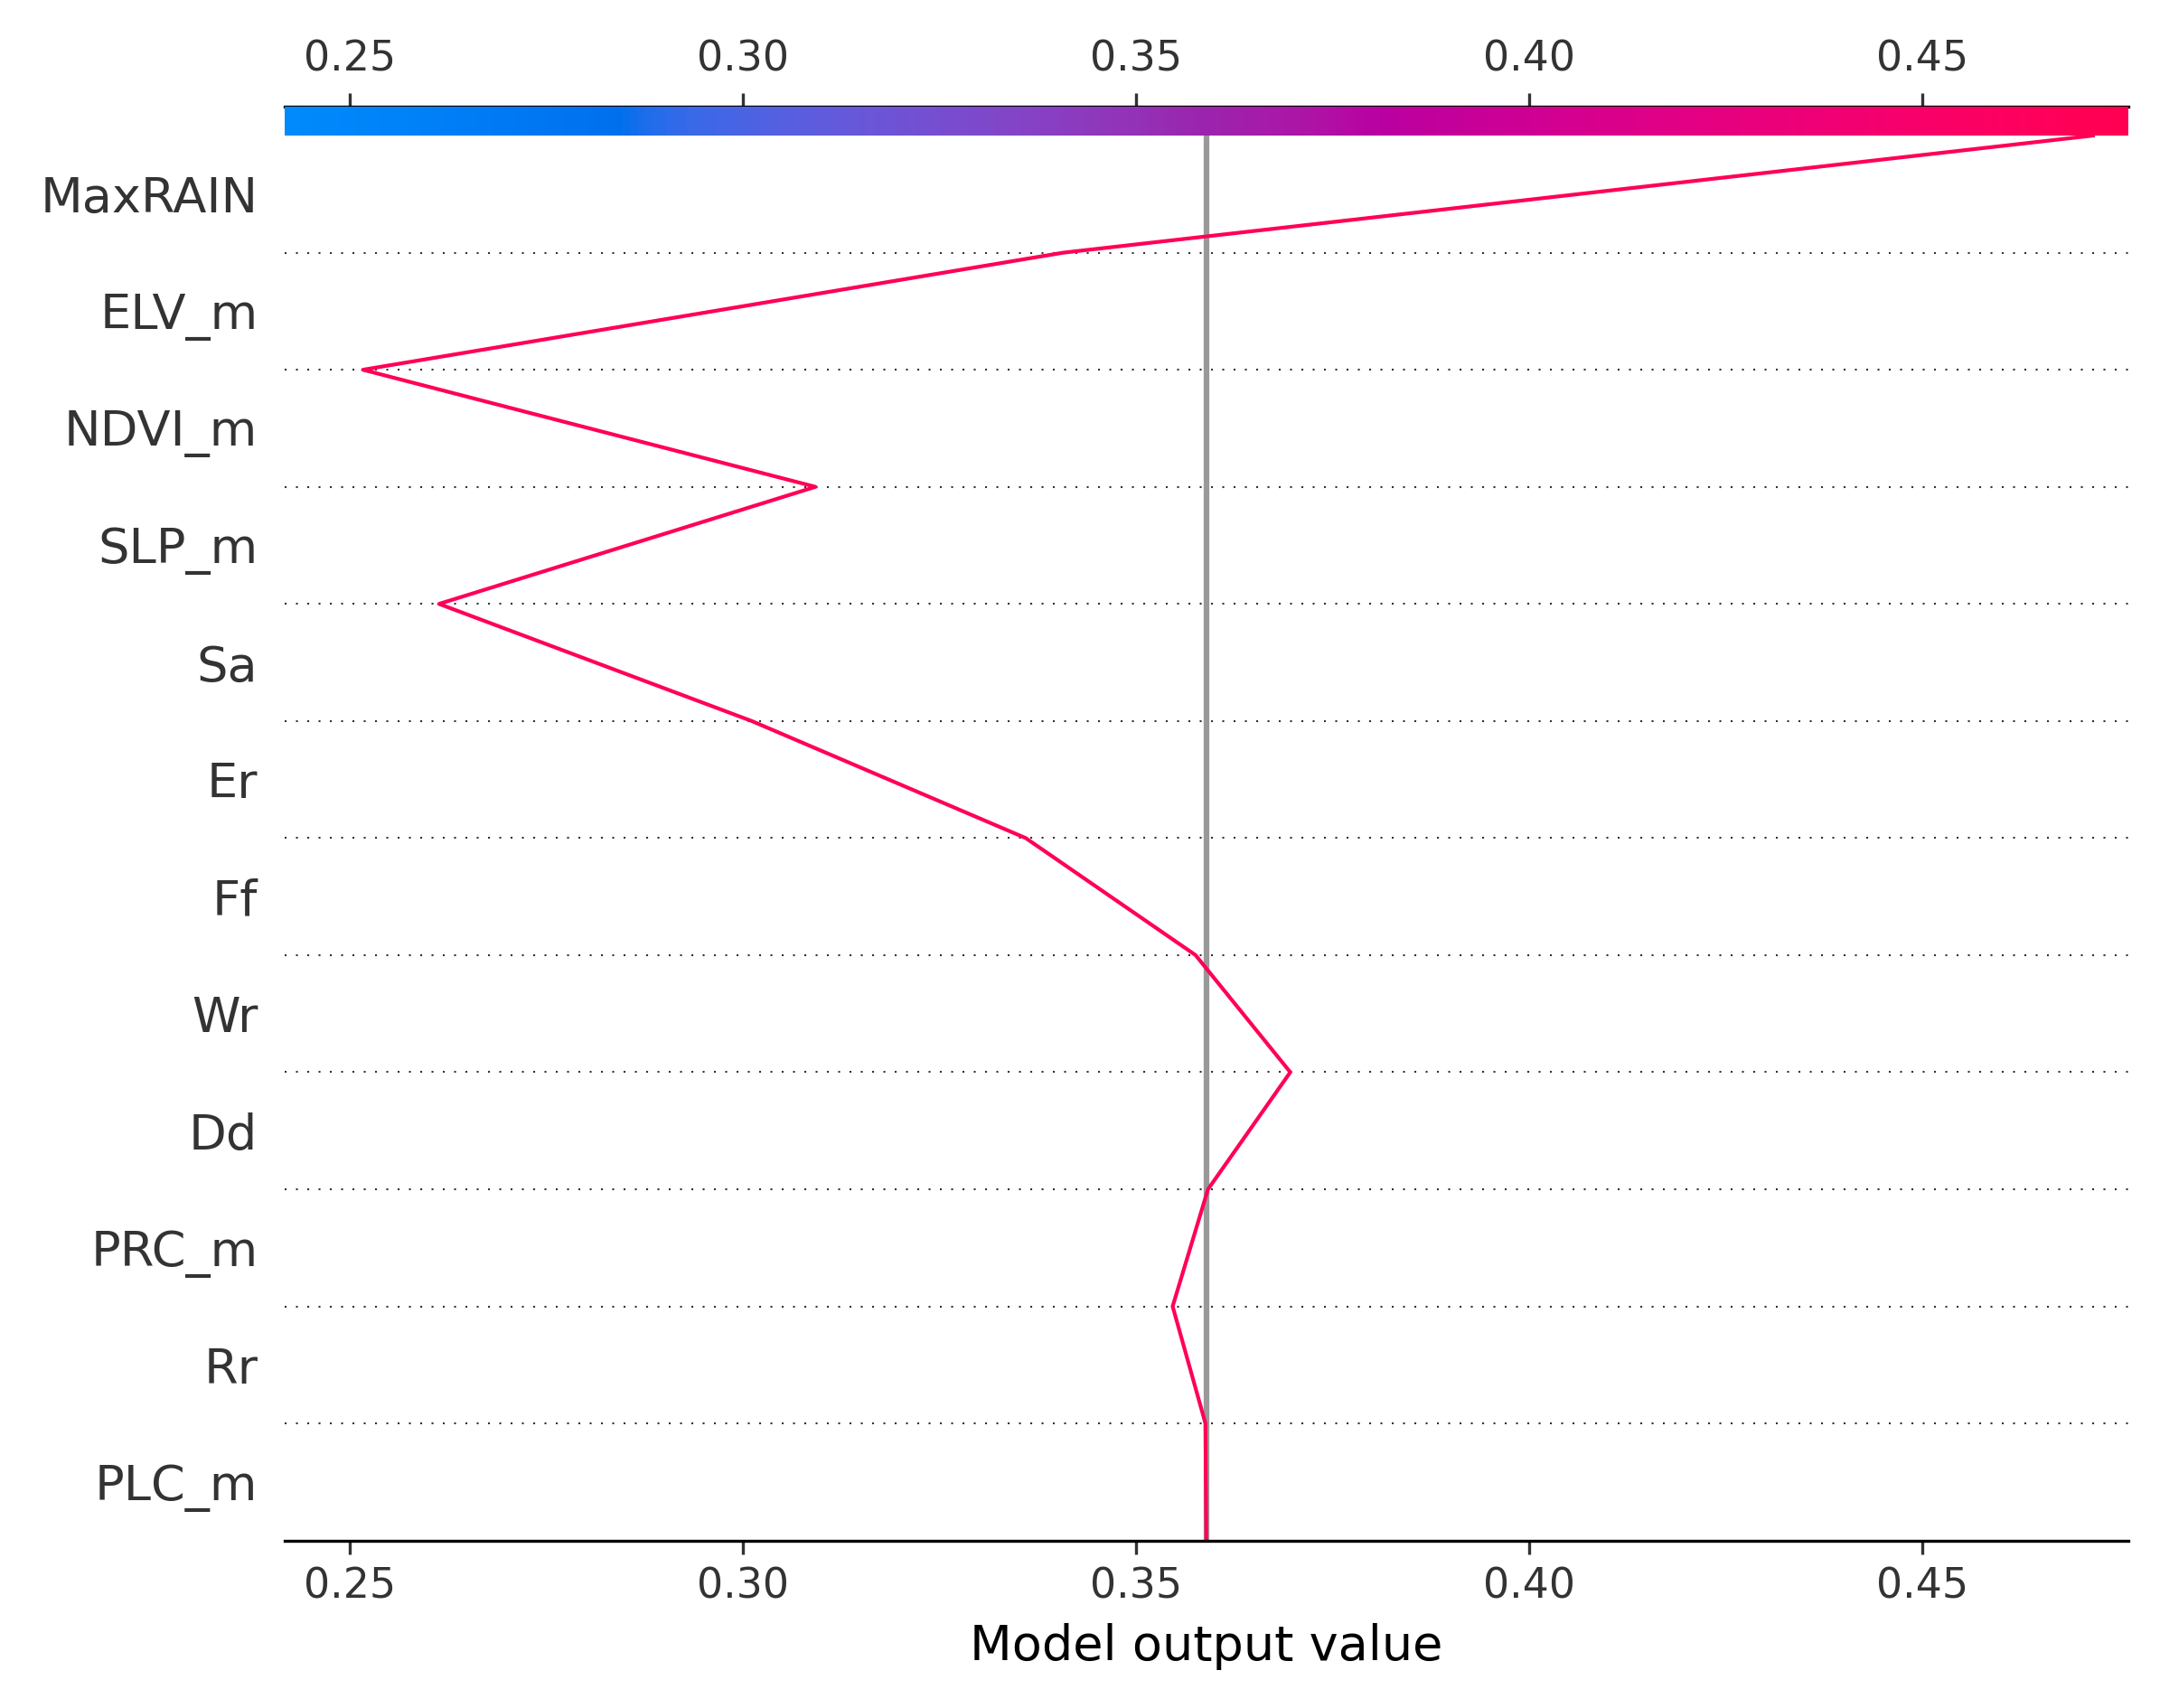 0.25 0.30 0.35 0.40 0.45
MaxRAIN
ELV_m
NDVI_m
SLP_m
Sa
Er
Ff
Wr
Dd
PRC_m
Rr
PLC_m
0.25 0.30 0.35 0.40 0.45
Model output value